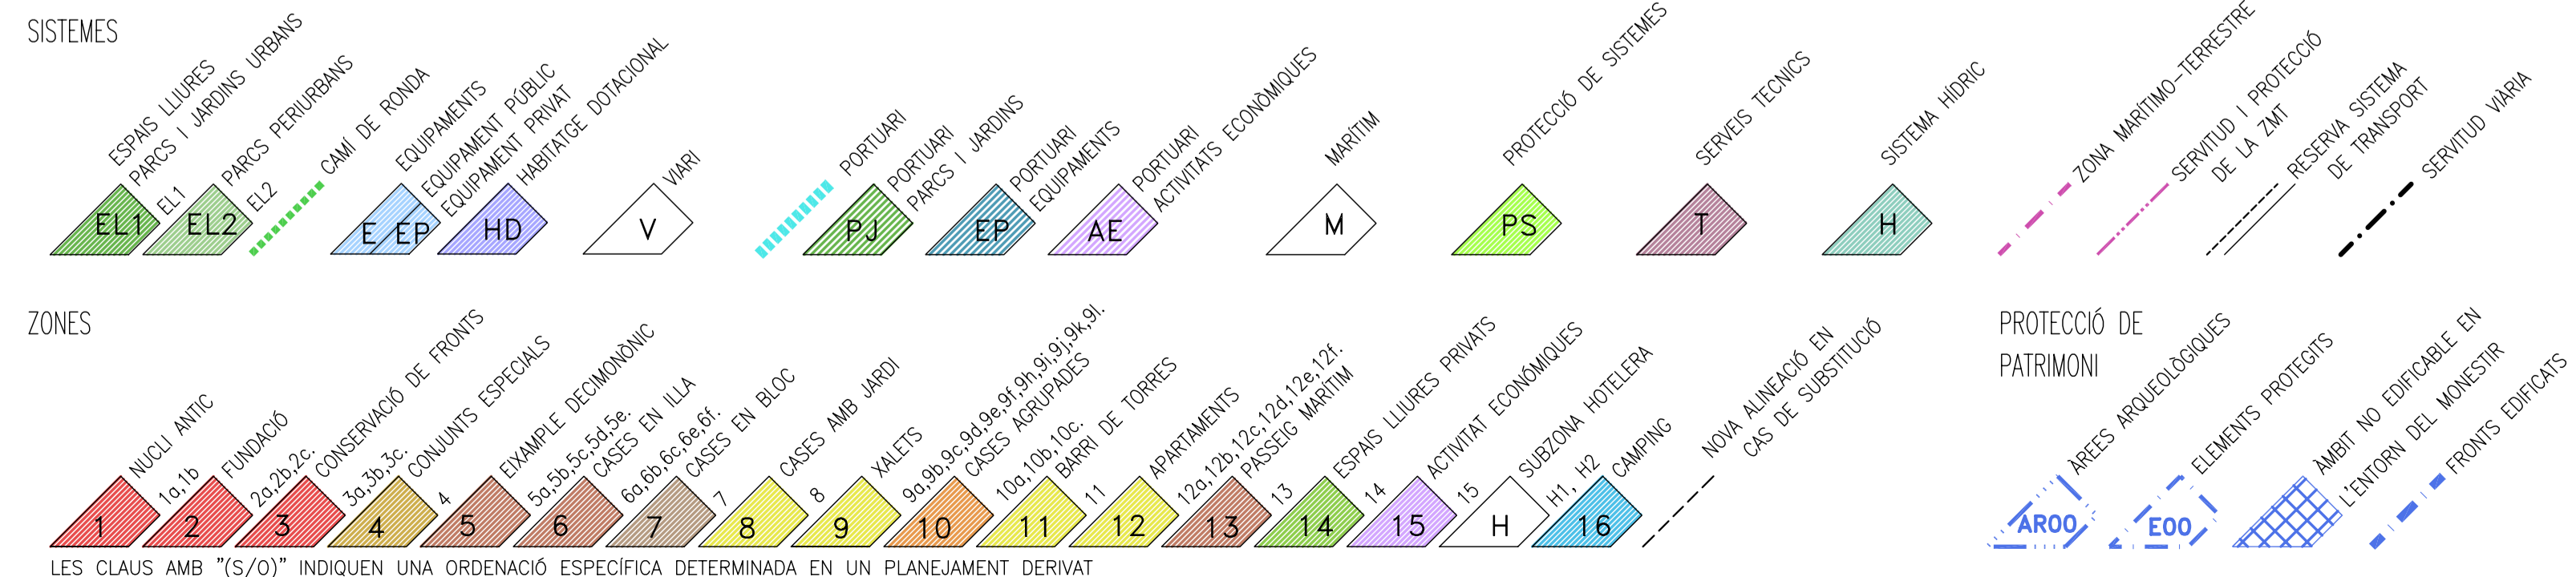 SISTEMES
ESPAIS LLIURES
PARCS I JARDINS URBANS
EL1
EL1
PARCS PERIURBANS
EL2
EL2
CAMÍ DE RONDA
EQUIPAMENTS
EQUIPAMENT PÚBLIC
EQUIPAMENT PRIVAT
E EP
HABITATGE DOTACIONAL
HD
VIARI
V
PORTUARI
PORTUARI
PARCS I JARDINS
PJ
PORTUARI
EQUIPAMENTS
EP
PORTUARI
ACTIVITATS ECONÒMIQUES
AE
MARÍTIM
M
PROTECCIÓ DE SISTEMES
PS
SERVEIS TECNICS
T
SISTEMA HÍDRIC
H
ZONA MARÍTIMO-TERRESTRE
SERVITUD I PROTECCIÓ
DE LA ZMT
RESERVA SISTEMA
DE TRANSPORT
SERVITUD VIÀRIA
ZONES
NUCLI ANTIC
1a,1b
1
FUNDACIÓ
2a,2b,2c.
2
CONSERVACIÓ DE FRONTS
3a,3b,3c.
3
CONJUNTS ESPECIALS
4
4
EIXAMPLE DECIMONÒNIC
5a,5b,5c,5d,5e.
5
CASES EN ILLA
6a,6b,6c,6e,6f.
6
CASES EN BLOC
7
7
CASES AMB JARDI
8
8
XALETS
9a,9b,9c,9d,9e,9f,9h,9i,9j,9k,9l.
9
CASES AGRUPADES
10a,10b,10c.
10
BARRI DE TORRES
11
11
APARTAMENTS
12a,12b,12c,12d,12e,12f.
12
PASSEIG MARÍTIM
13
13
ESPAIS LLIURES PRIVATS
14
14
ACTIVITAT ECONÓMIQUES
15
15
SUBZONA HOTELERA
H1, H2
H
CAMPING
16
NOVA ALINEACIÓ EN
CAS DE SUBSTITUCIÓ
PROTECCIÓ DE
PATRIMONI
ÀREES ARQUEOLÒGIQUES
AR00
ELEMENTS PROTEGITS
E00
ÀMBIT NO EDIFICABLE EN
L'ENTORN DEL MONESTIR
FRONTS EDIFICATS
LES CLAUS AMB "(S/O)" INDIQUEN UNA ORDENACIÓ ESPECÍFICA DETERMINADA EN UN PLANEJAMENT DERIVAT